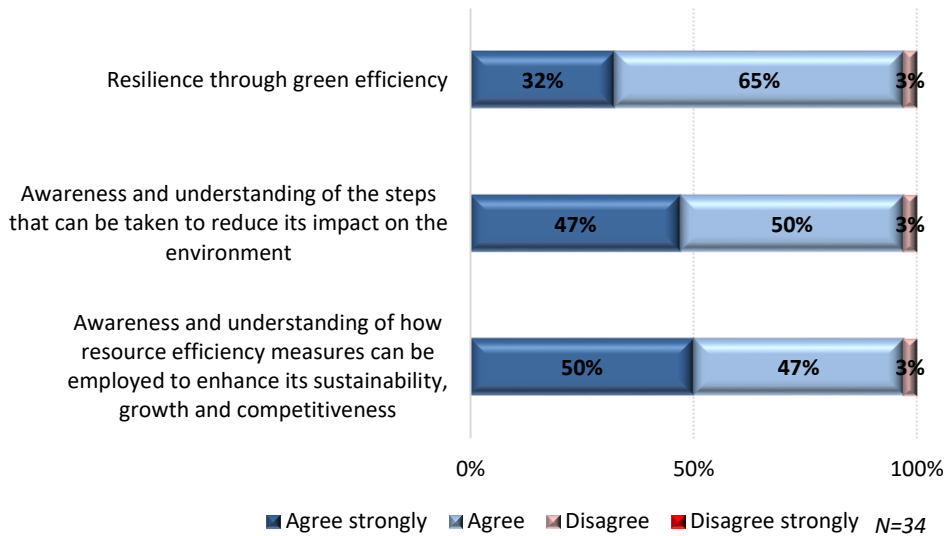 Resilience through green efficiency
32%
65%
3%
Awareness and understanding of the steps
that can be taken to reduce its impact on the
environment
47%
50%
3%
Awareness and understanding of how
resource efficiency measures can be
employed to enhance its sustainability,
growth and competitiveness
50%
47%
3%
0%
50%
100%
Agree strongly
Agree
Disagree
Disagree strongly
N=34